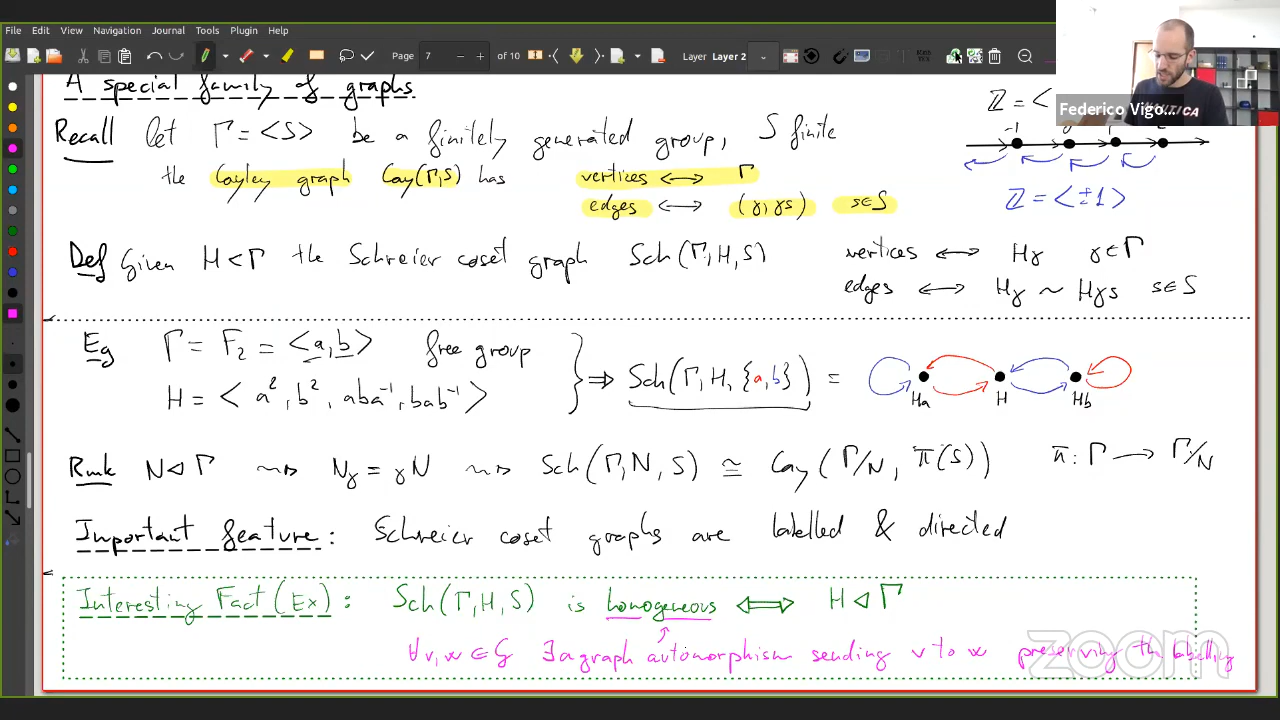 File Edit View Navigation Journal Tools Plugin Help
Page 7 of 10 Layer Layer 2
A special family of graphs
ℤ = <
Federico Vigo
Recall let Γ = <S> be a finitely generated group, S finite
-1
the Cayley graph Cay(Γ,S) has vertices ⟷ Γ
edges ⟷ (γ,γs) s∈S
ℤ = <±1>
Def Given H<Γ the Schreier coset graph Sch(Γ,H,S) vertices ⟷ Hγ γ∈Γ
edges ⟷ Hγ ~ Hγs s∈S
Eg Γ = F₂ = <a,b> free group
H = < a², b², aba⁻¹, bab⁻¹>
⇒ Sch(Γ,H,{a,b}) =
Ha H Hb
Rmk N◁Γ ⇝ Nγ = γN ⇝ Sch(Γ,N,S) ≅ Cay(Γ/N, π(S)) π: Γ → Γ/N
Important feature: Schreier coset graphs are labelled & directed
Interesting Fact (Ex): Sch(Γ,H,S) is homogeneous ⟺ H◁Γ
∀v,w∈G ∃ a graph automorphism sending v to w preserving the labelling
zoom